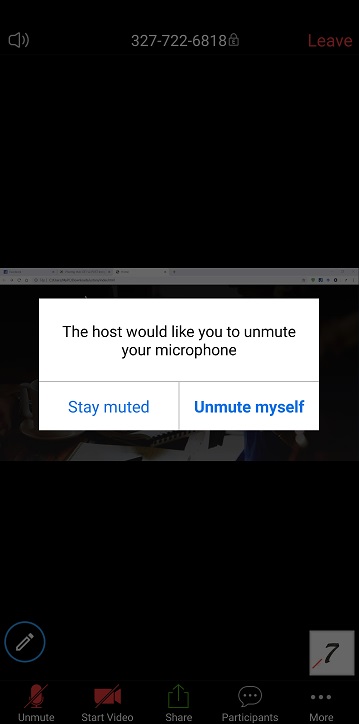 327-722-6818
Leave
The host would like you to unmute
your microphone
Stay muted
Unmute myself
7
Unmute
Start Video
Share
Participants
More